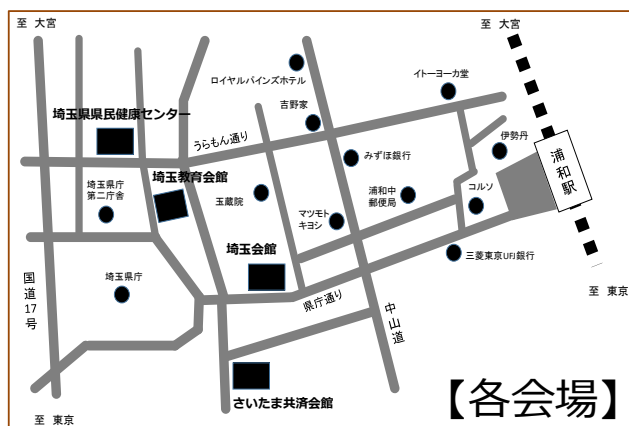 至 大宮
至 大宮
ロイヤルパインズホテル
イトーヨーカ堂
吉野家
埼玉県県民健康センター
うらもん通り
伊勢丹
みずほ銀行
浦和駅
埼玉教育会館
埼玉県庁
第二庁舎
玉蔵院
浦和中
郵便局
コルソ
マツモト
キヨシ
埼玉会館
三菱東京UFJ銀行
埼玉県庁
国道17号
県庁通り
中山道
至 東京
さいたま共済会館
【各会場】
至 東京